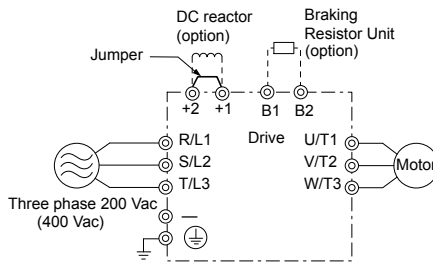 DC reactor
(option)
Braking
Resistor Unit
(option)
Jumper
+2
+1
B1
B2
R/L1
Drive
U/T1
S/L2
V/T2
Motor
T/L3
W/T3
Three phase 200 Vac
(400 Vac)
—